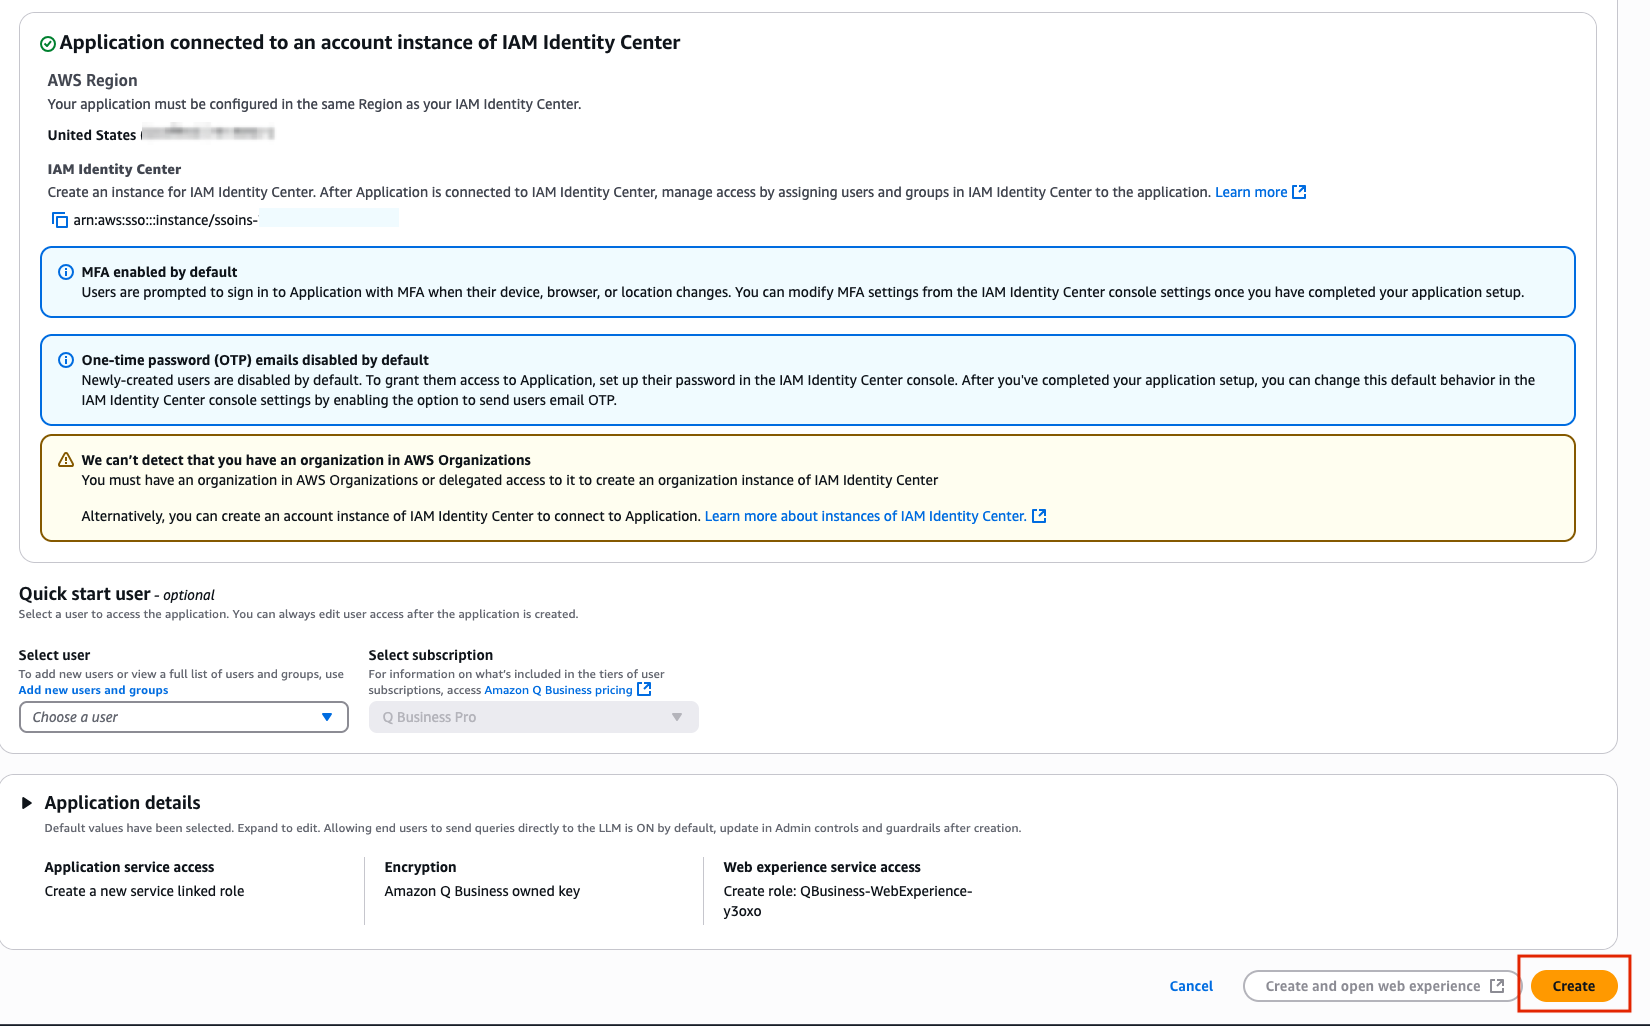 Application connected to an account instance of IAM Identity Center
AWS Region
Your application must be configured in the same Region as your IAM Identity Center.
United States (
IAM Identity Center
Create an instance for IAM Identity Center. After Application is connected to IAM Identity Center, manage access by assigning users and groups in IAM Identity Center to the application. Learn more
arn:aws:sso:::instance/ssoins-
MFA enabled by default
Users are prompted to sign in to Application with MFA when their device, browser, or location changes. You can modify MFA settings from the IAM Identity Center console settings once you have completed your application setup.
One-time password (OTP) emails disabled by default
Newly-created users are disabled by default. To grant them access to Application, set up their password in the IAM Identity Center console. After you've completed your application setup, you can change this default behavior in the
IAM Identity Center console settings by enabling the option to send users email OTP.
We can’t detect that you have an organization in AWS Organizations
You must have an organization in AWS Organizations or delegated access to it to create an organization instance of IAM Identity Center
Alternatively, you can create an account instance of IAM Identity Center to connect to Application. Learn more about instances of IAM Identity Center.
Quick start user - optional
Select a user to access the application. You can always edit user access after the application is created.
Select user
To add new users or view a full list of users and groups, use
Add new users and groups
Choose a user
Select subscription
For information on what's included in the tiers of user
subscriptions, access Amazon Q Business pricing
Q Business Pro
Application details
Default values have been selected. Expand to edit. Allowing end users to send queries directly to the LLM is ON by default, update in Admin controls and guardrails after creation.
Application service access
Create a new service linked role
Encryption
Amazon Q Business owned key
Web experience service access
Create role: QBusiness-WebExperience-
y3oxo
Cancel
Create and open web experience
Create